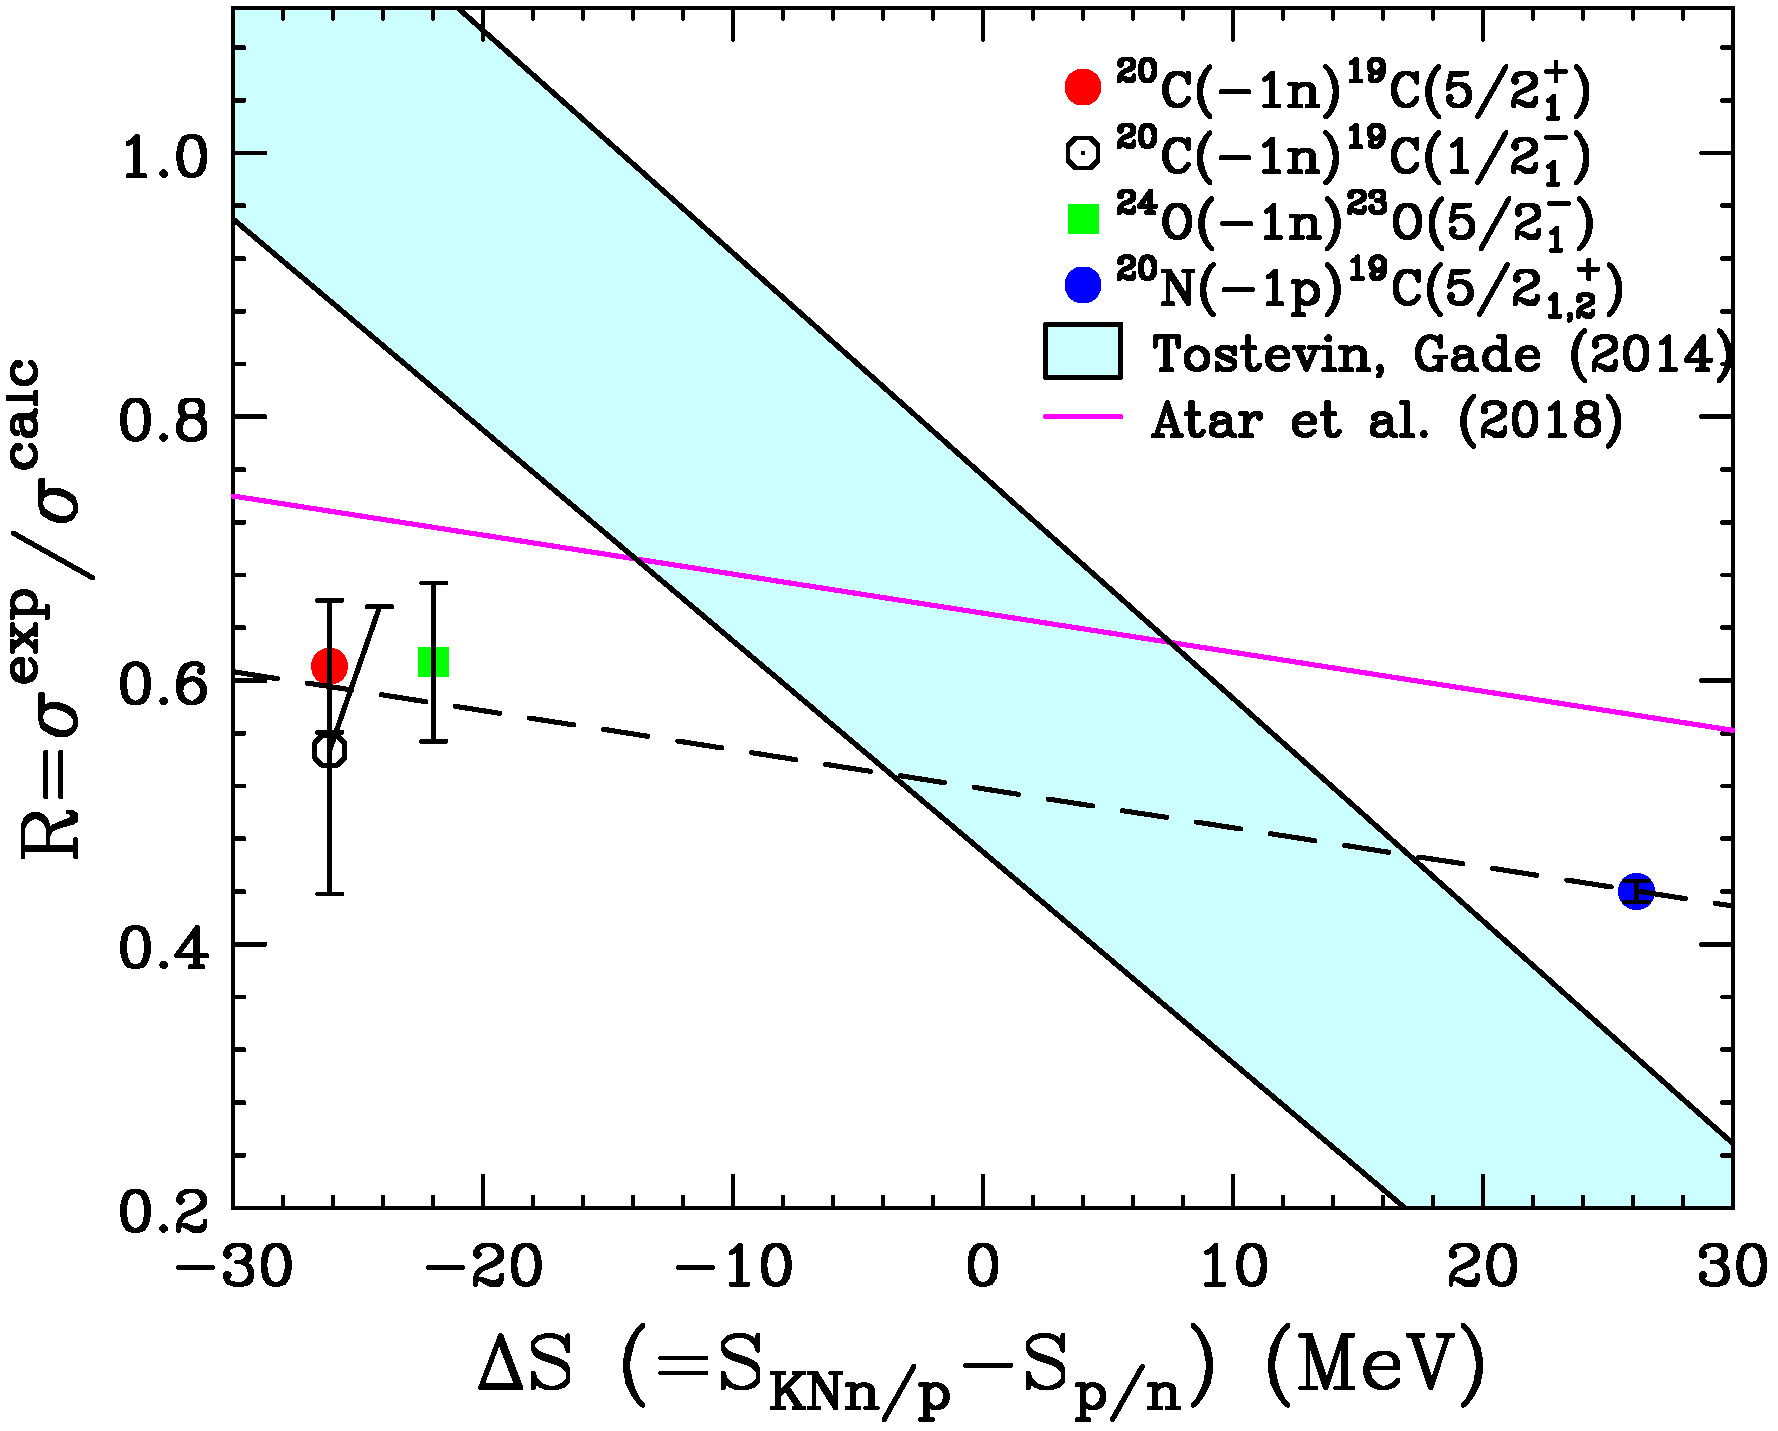 ²⁰C(−1n)¹⁹C(5/2₁⁺)
²⁰C(−1n)¹⁹C(1/2₁⁻)
²⁴O(−1n)²³O(5/2₁⁻)
²⁰N(−1p)¹⁹C(5/2₁,₂⁺)
Tostevin, Gade (2014)
Atar et al. (2018)
R=σ^exp/σ^calc
1.0
0.8
0.6
0.4
0.2
−30 −20 −10 0 10 20 30
ΔS (=S_KNn/p−S_p/n) (MeV)